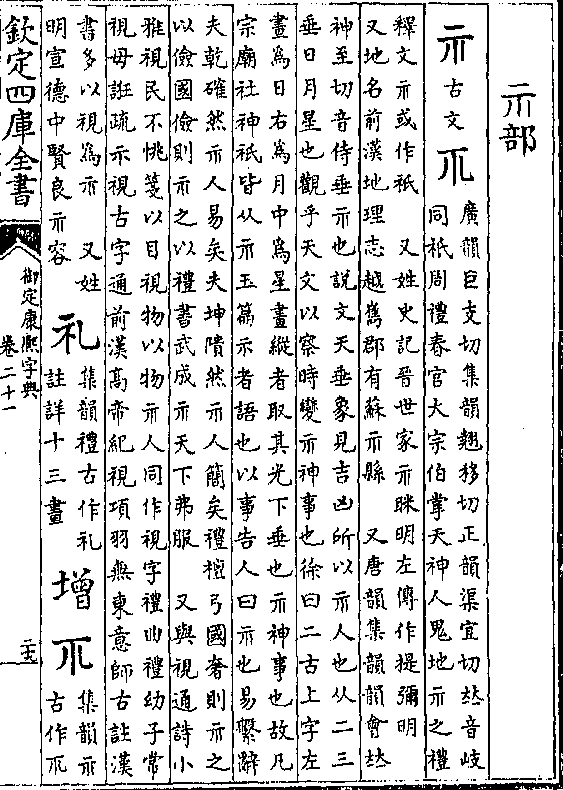 示部
示古文𥘅廣韻巨支切集韻翹移切正韻渠宜切𠀤音岐
同祇周禮春官大宗伯掌天神人鬼地示之禮
釋文示或作祇　又姓史記晉世家示眯明左傳作提彌明
又地名前漢地理志越巂郡有蘇示縣　又唐韻集韻韻會𠀤
神至切音侍垂示也說文天垂象見吉凶所以示人也从二三
垂日月星也觀乎天文以察時變示神事也徐曰二古上字左
畫為日右為月中為星畫縱者取其光下垂也示神事也故凡
宗廟社神祇皆从示玉篇示者語也以事告人曰示也易繫辭
夫乾確然示人易矣夫坤隤然示人簡矣禮檀弓國奢則示之
以儉國儉則示之以禮書武成示天下弗服　又與視通詩小
雅視民不恌箋以目視物以物示人同作視字禮曲禮幼子常
視毋誑疏示視古字通前漢高帝紀視項羽無東意師古註漢
書多以視為示　又姓
明宣德中賢良示容
礼集韻禮古作礼
註詳十三畫
增𥘅集韻示
古作𥘅
欽定四庫全書
御定康熙字典
卷二十一
二十五